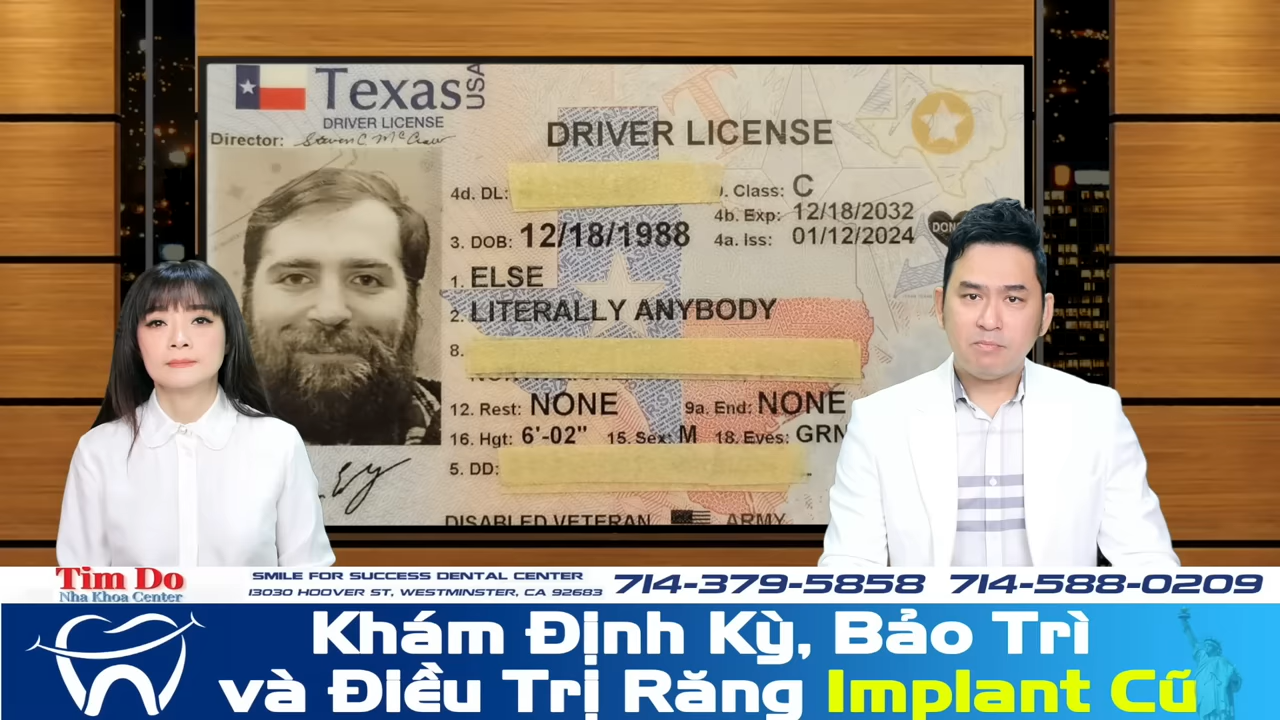 Texas
USA
DRIVER LICENSE
Director:
DRIVER LICENSE
4d. DL:
9. Class: C
4b. Exp: 12/18/2032
3. DOB: 12/18/1988
4a. Iss: 01/12/2024
1. ELSE
2. LITERALLY ANYBODY
8.
12. Rest: NONE
9a. End: NONE
16. Hgt: 6'-02" 15. Sex: M 18. Eyes: GRN
5. DD:
DISABLED VETERAN ARMY
Tim Do
Nha Khoa Center
SMILE FOR SUCCESS DENTAL CENTER
13030 HOOVER ST, WESTMINSTER, CA 92683
714-379-5858 714-588-0209
Khám Định Kỳ, Bảo Trì
và Điều Trị Răng Implant Cũ